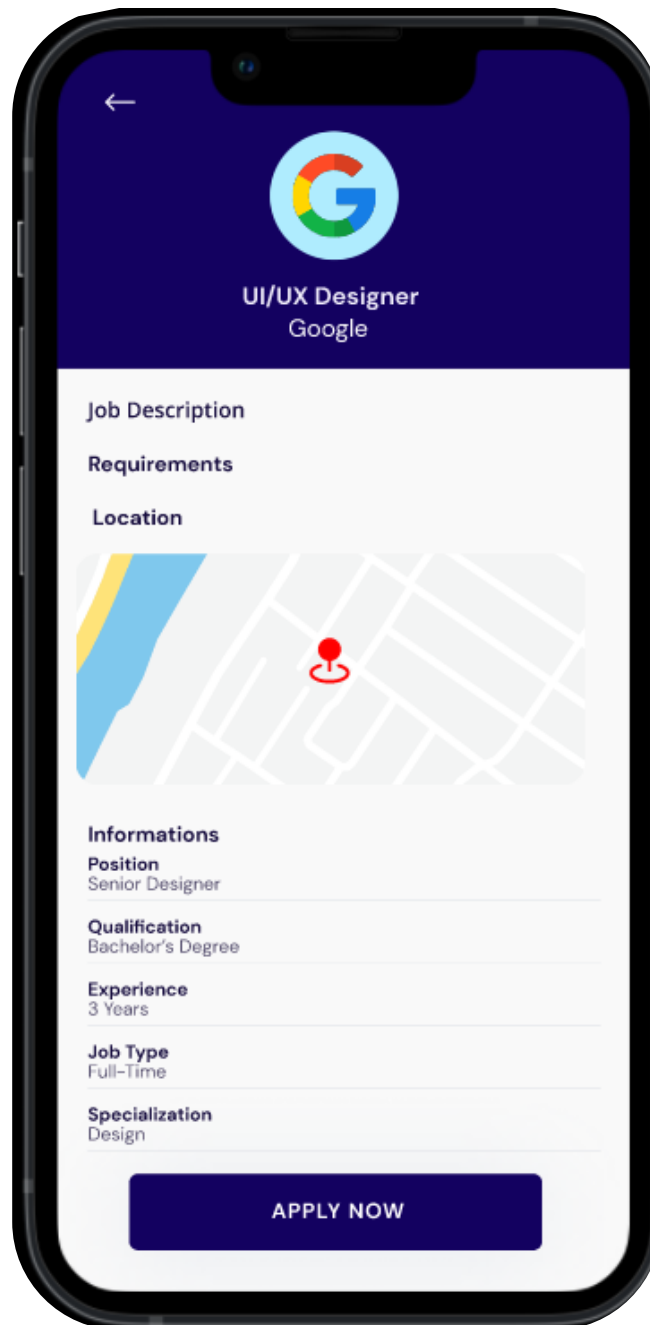 UI/UX Designer
Google
Job Description
Requirements
Location
Informations
Position
Senior Designer
Qualification
Bachelor's Degree
Experience
3 Years
Job Type
Full-Time
Specialization
Design
APPLY NOW